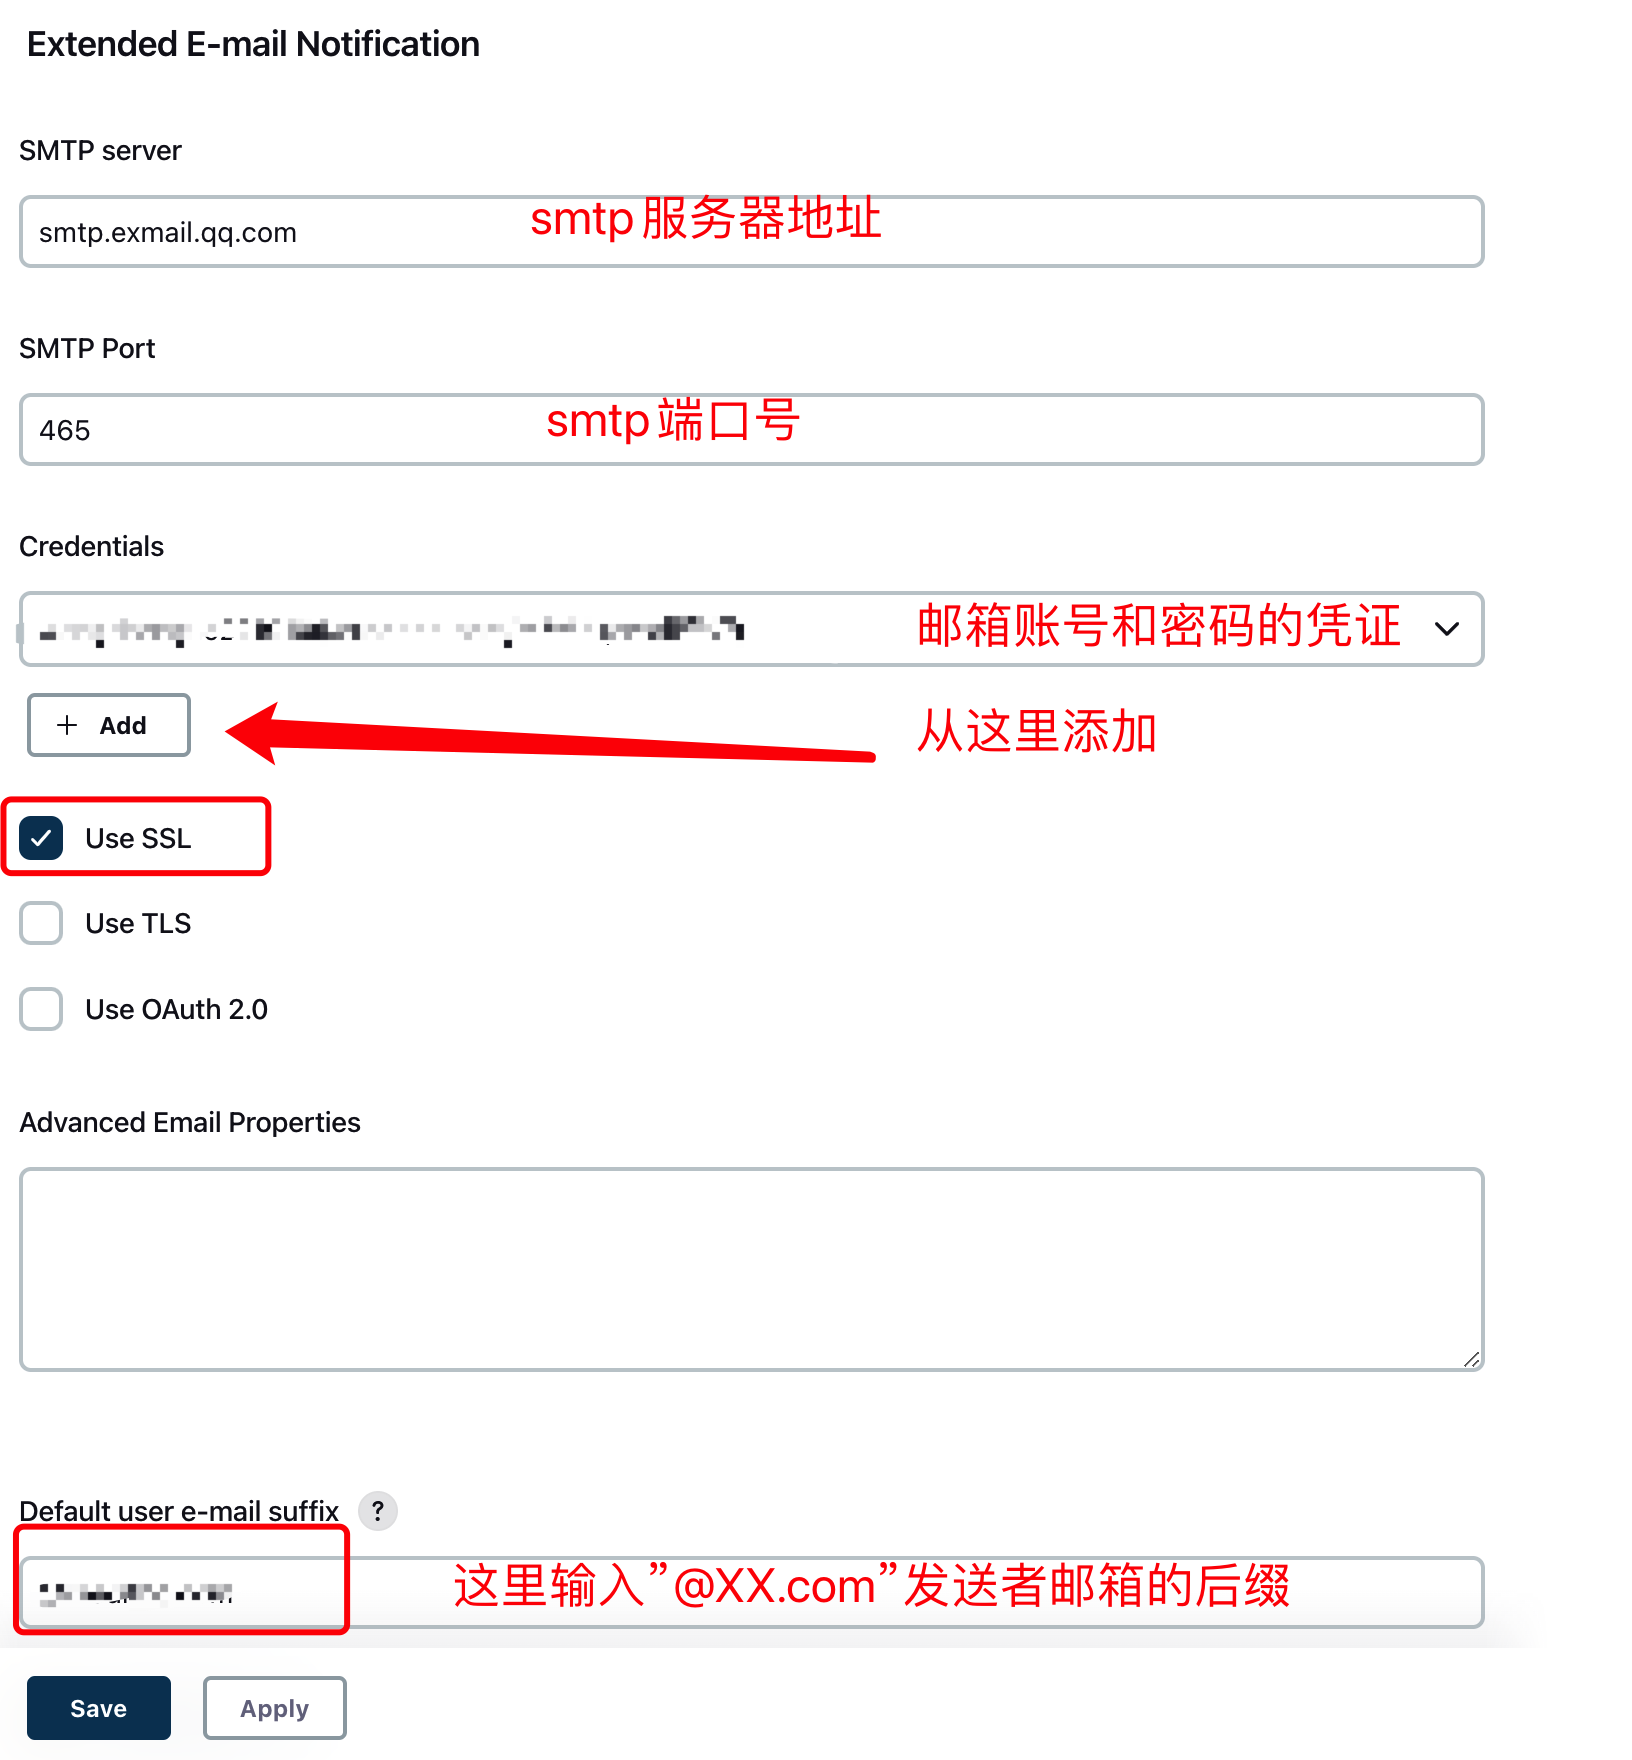 Extended E-mail Notification
SMTP server
smtp.exmail.qq.com smtp服务器地址
SMTP Port
465 smtp端口号
Credentials
邮箱账号和密码的凭证
+ Add 从这里添加
Use SSL
Use TLS
Use OAuth 2.0
Advanced Email Properties
Default user e-mail suffix ?
这里输入”@XX.com”发送者邮箱的后缀
Save Apply